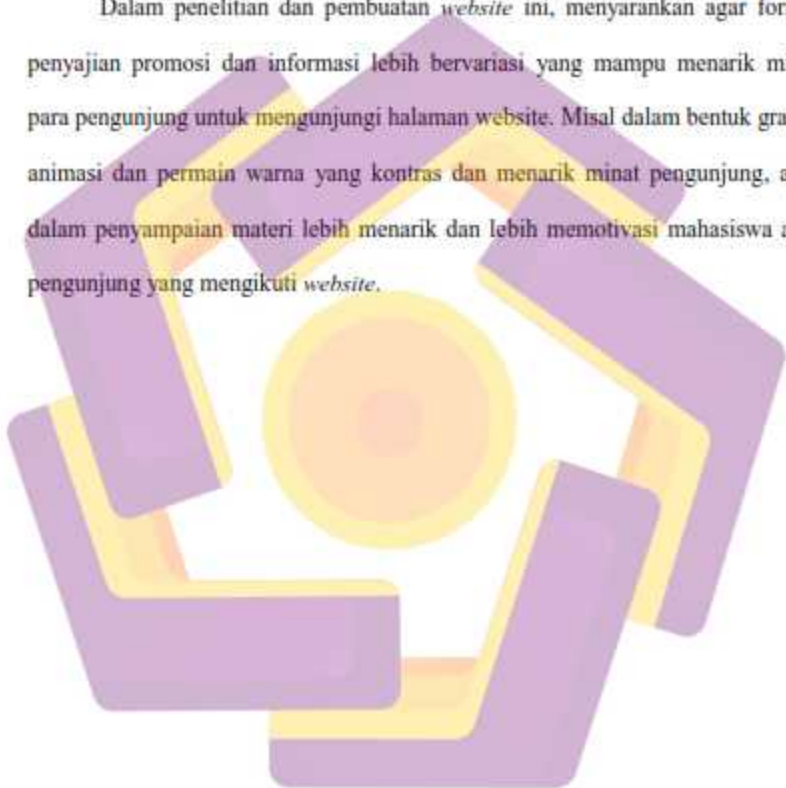 Dalam penelitian dan pembuatan website ini, menyarankan agar for
penyajian promosi dan informasi lebih bervariasi yang mampu menarik m
para pengunjung untuk mengunjungi halaman website. Misal dalam bentuk gra
animasi dan permain warna yang kontras dan menarik minat pengunjung, a
dalam penyampaian materi lebih menarik dan lebih memotivasi mahasiswa a
pengunjung yang mengikuti website.